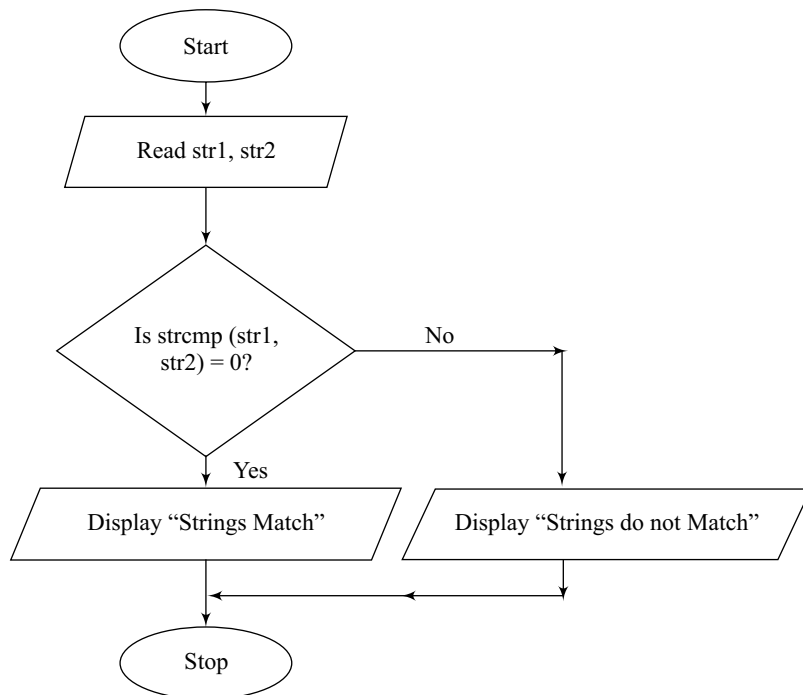 Start
Read str1, str2
Is strcmp (str1,
str2) = 0?
No
Yes
Display “Strings Match”
Display “Strings do not Match”
Stop